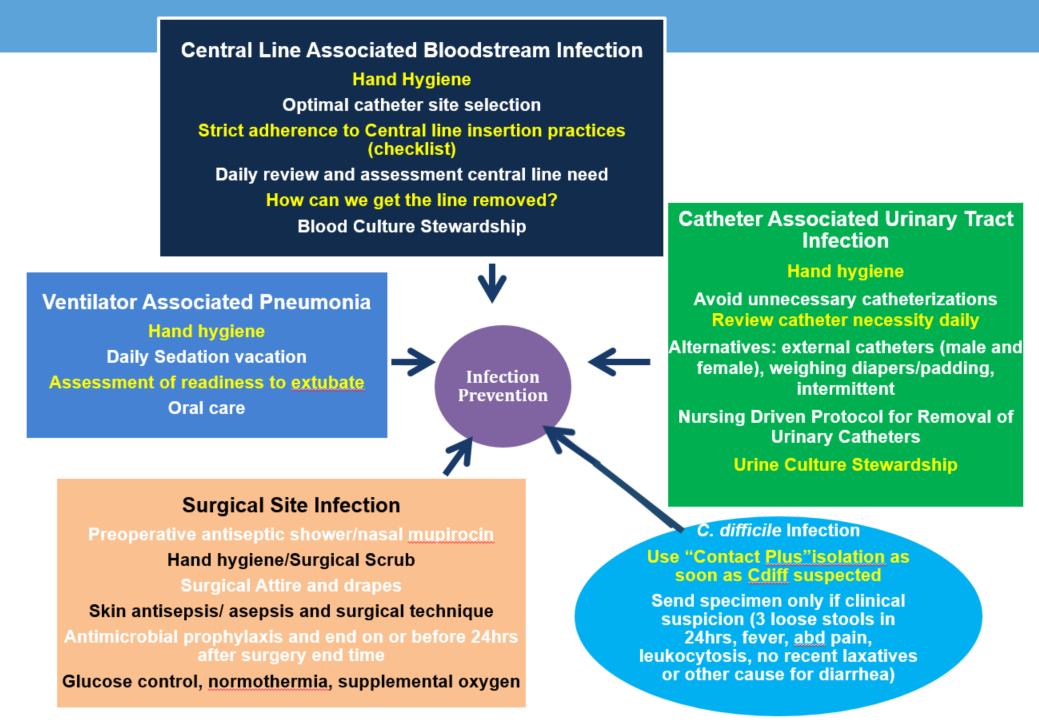 Central Line Associated Bloodstream Infection
Hand Hygiene
Optimal catheter site selection
Strict adherence to Central line insertion practices
(checklist)
Daily review and assessment central line need
How can we get the line removed?
Blood Culture Stewardship
Catheter Associated Urinary Tract
Infection
Hand hygiene
Avoid unnecessary catheterizations
Review catheter necessity daily
Alternatives: external catheters (male and
female), weighing diapers/padding,
intermittent
Nursing Driven Protocol for Removal of
Urinary Catheters
Urine Culture Stewardship
Ventilator Associated Pneumonia
Hand hygiene
Daily Sedation vacation
Assessment of readiness to extubate
Oral care
Infection
Prevention
Surgical Site Infection
Preoperative antiseptic shower/nasal mupirocin
Hand hygiene/Surgical Scrub
Surgical Attire and drapes
Skin antisepsis/ asepsis and surgical technique
Antimicrobial prophylaxis and end on or before 24hrs
after surgery end time
Glucose control, normothermia, supplemental oxygen
C. difficile Infection
Use “Contact Plus”isolation as
soon as Cdiff suspected
Send specimen only if clinical
suspicion (3 loose stools in
24hrs, fever, abd pain,
leukocytosis, no recent laxatives
or other cause for diarrhea)